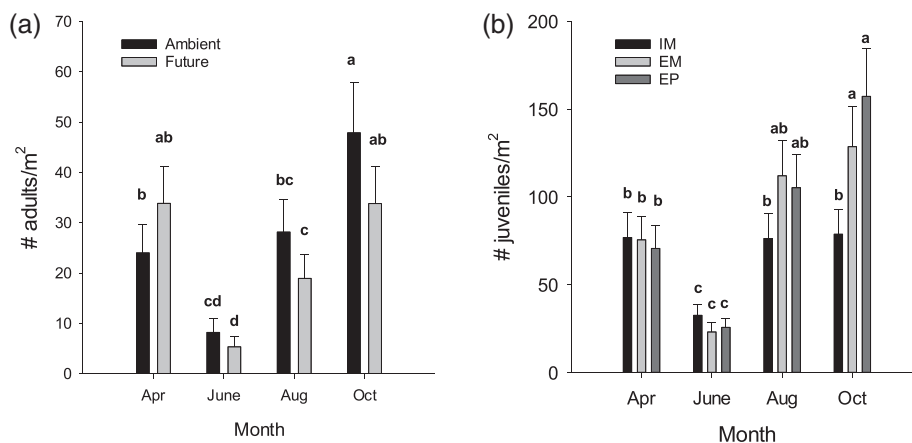 (a)
# adults/m2
70
60
50
40
30
20
10
0
Ambient
Future
b
ab
cd
d
bc
c
a
ab
Apr June Aug Oct
Month
(b)
# juveniles/m2
200
150
100
50
0
IM
EM
EP
b b b
c c c
b ab ab
b a a
Apr June Aug Oct
Month